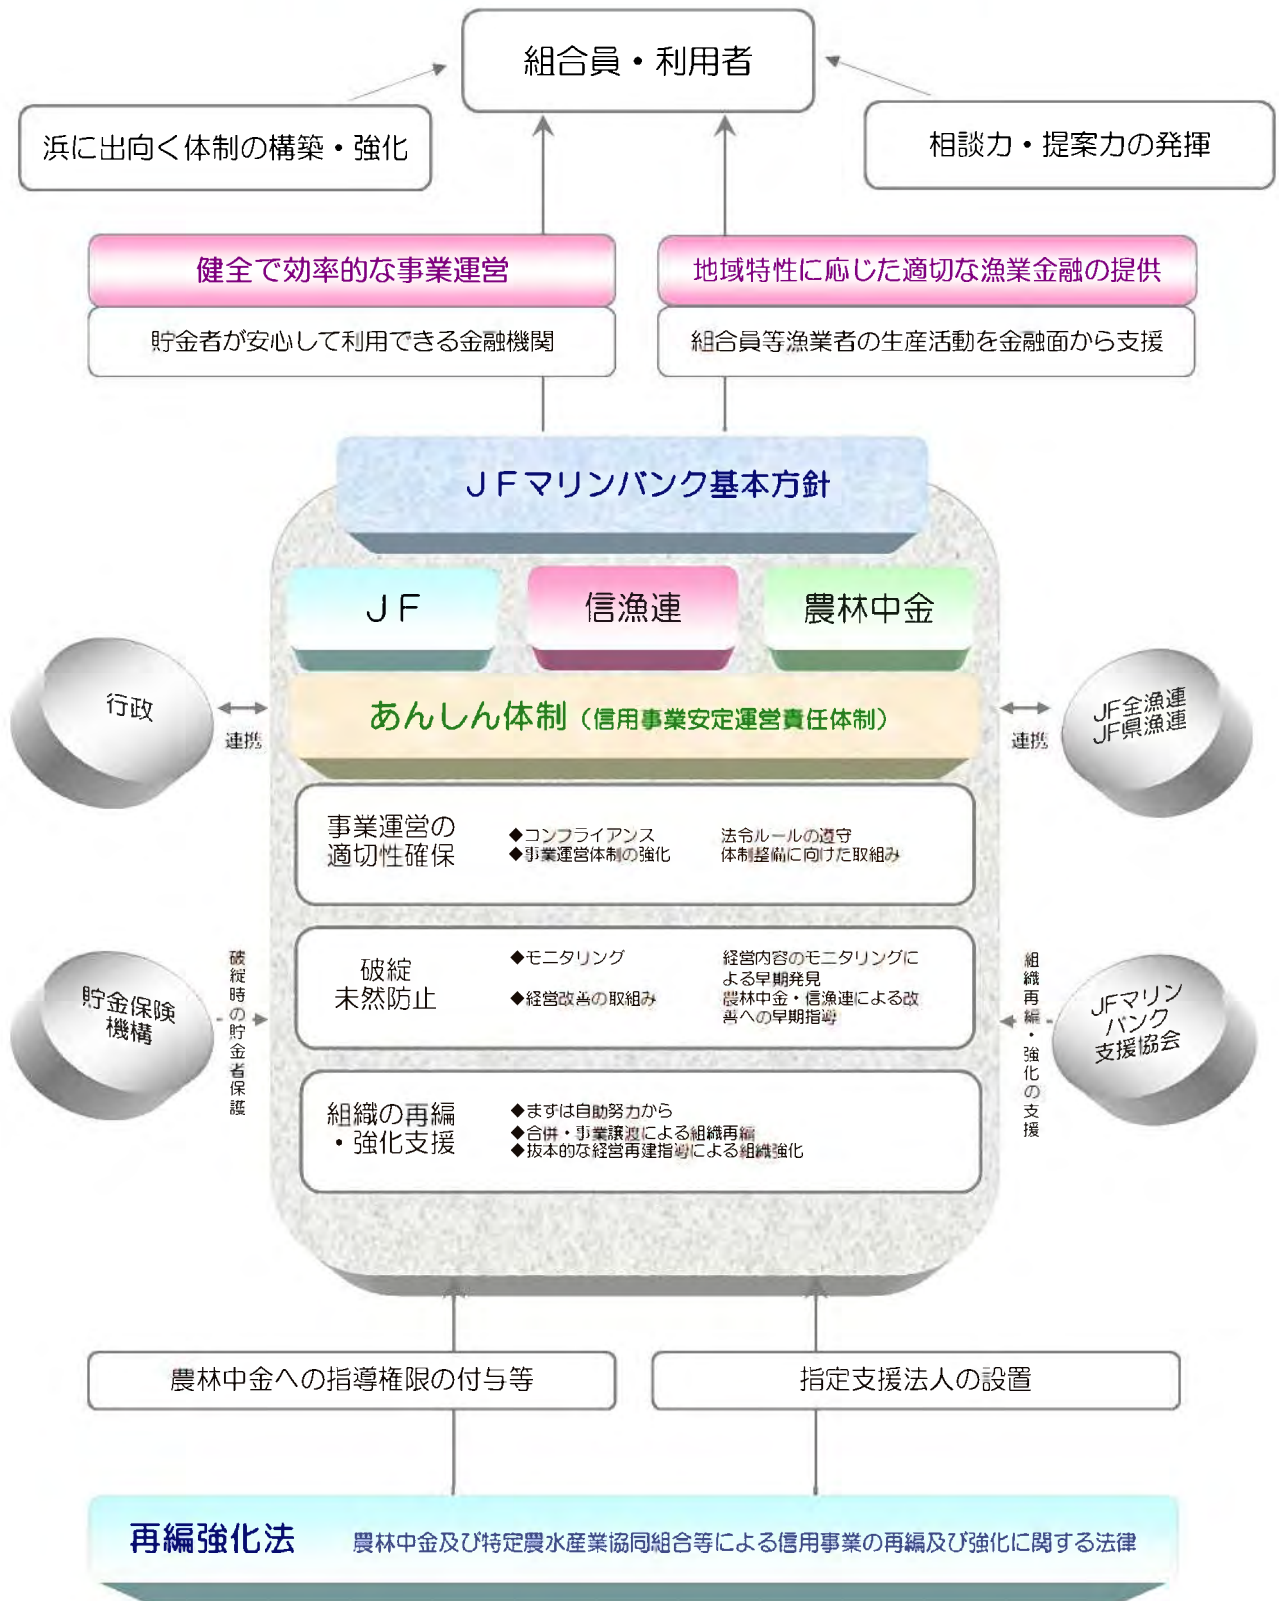 組合員・利用者
浜に出向く体制の構築・強化
相談力・提案力の発揮
健全で効率的な事業運営
貯金者が安心して利用できる金融機関
地域特性に応じた適切な漁業金融の提供
組合員等漁業者の生産活動を金融面から支援
JFマリンバンク基本方針
JF
信漁連
農林中金
あんしん体制（信用事業安定運営責任体制）
行政
連携
連携
JF全漁連
JF県漁連
事業運営の
適切性確保
◆コンプライアンス 法令ルールの遵守
◆事業運営体制の強化 体制整備に向けた取組み
破綻
未然防止
◆モニタリング 経営内容のモニタリングに
よる早期発見
◆経営改善の取組み 農林中金・信漁連による改
善への早期指導
貯金保険
機構
破綻時の貯金者保護
組織再編・強化の支援
JFマリン
バンク
支援協会
組織の再編
・強化支援
◆まずは自助努力から
◆合併・事業譲渡による組織再編
◆抜本的な経営再建指導による組織強化
農林中金への指導権限の付与等
指定支援法人の設置
再編強化法 農林中金及び特定農水産業協同組合等による信用事業の再編及び強化に関する法律